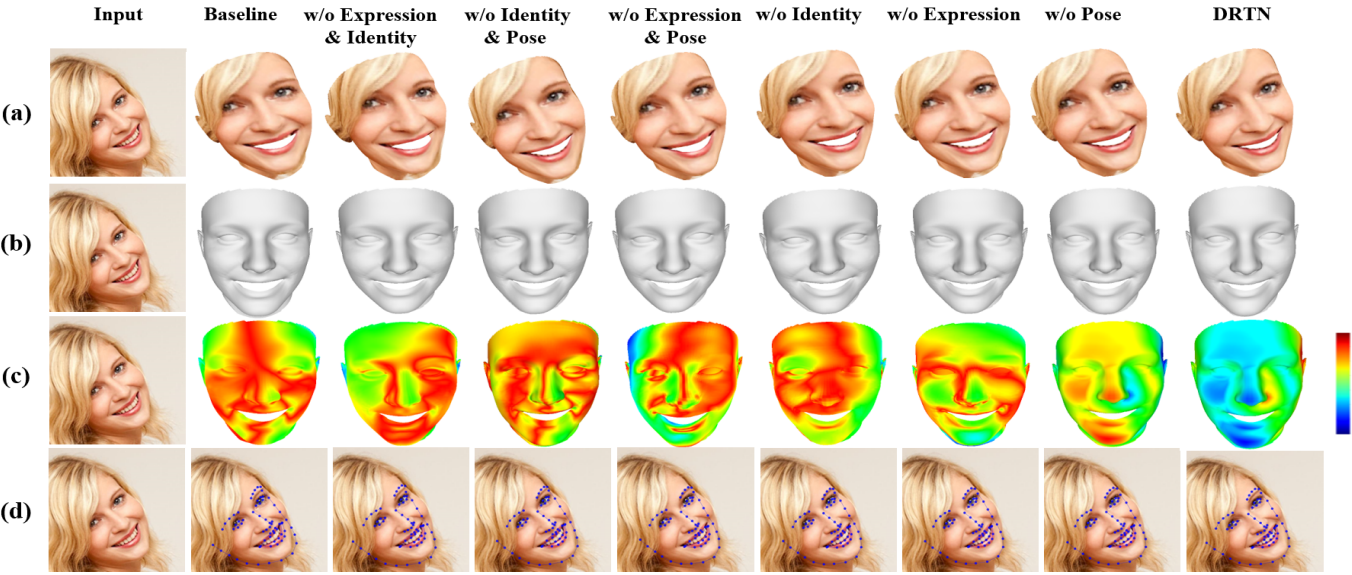 Input Baseline w/o Expression w/o Identity w/o Expression w/o Identity w/o Expression w/o Pose DRTN
& Identity & Pose & Pose
(a)
(b)
(c)
(d)